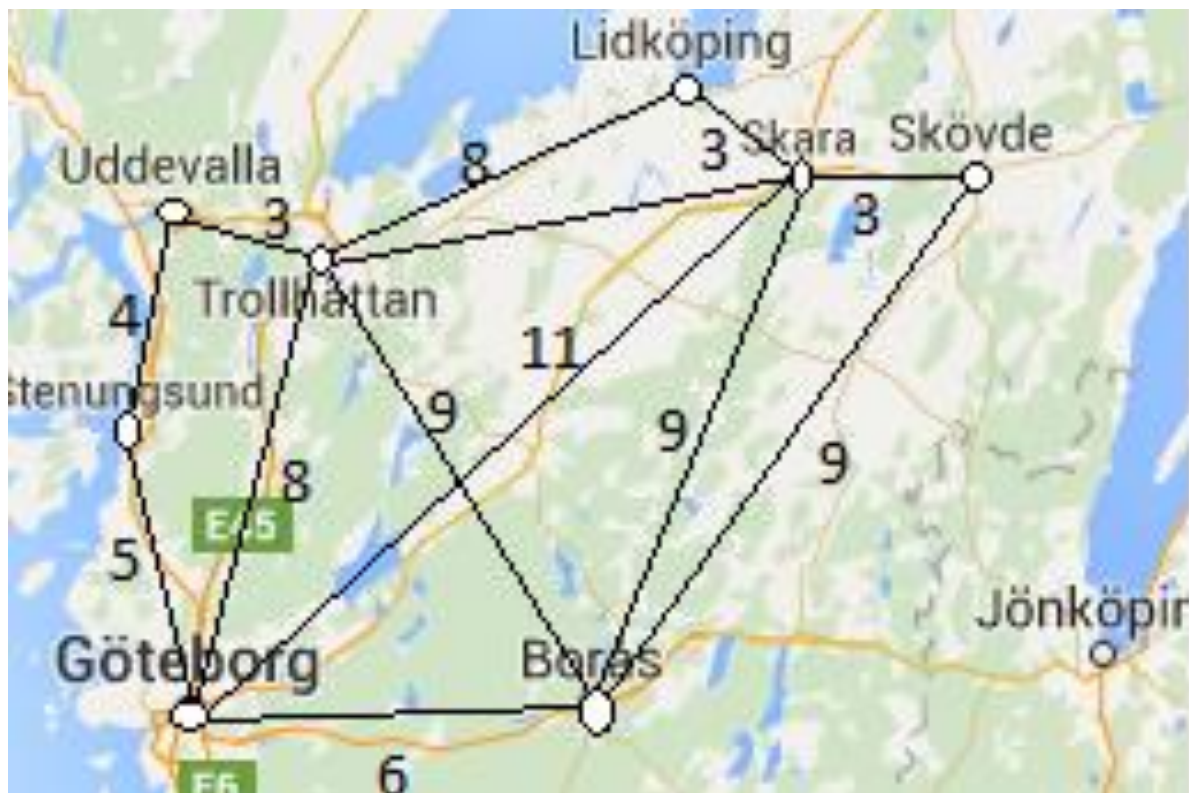 Lidköping
3
Skara
Skövde
8
Uddevalla
3
3
Trollhättan
4
11
Stenungsund
9
9
9
8
E45
5
Jönköpin
Göteborg
Borås
6
E6